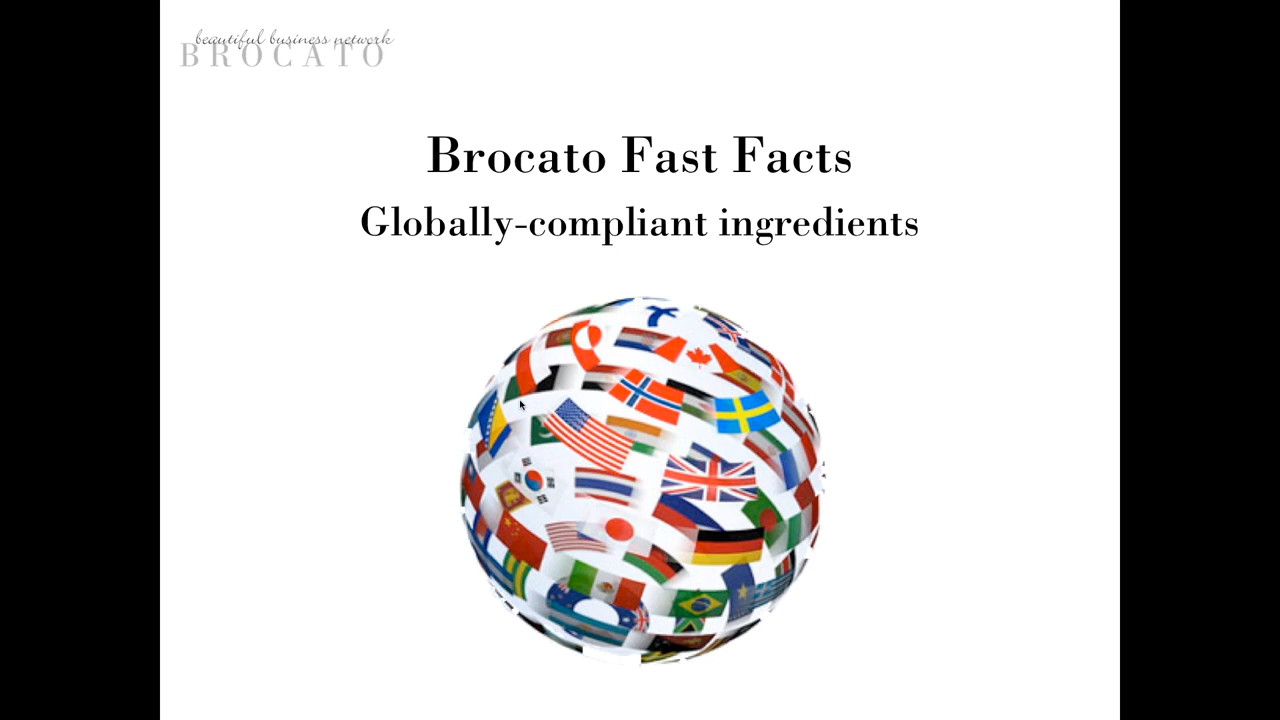 beautiful business network
BROCATO
Brocato Fast Facts
Globally-compliant ingredients